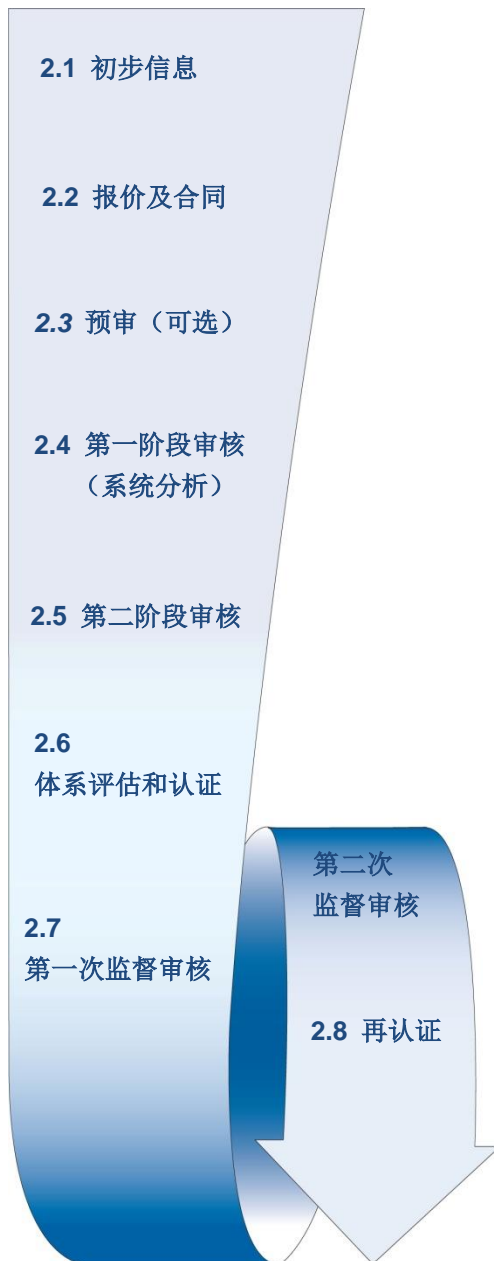 2.1 初步信息
2.2 报价及合同
2.3 预审（可选）
2.4 第一阶段审核
（系统分析）
2.5 第二阶段审核
2.6
体系评估和认证
2.7
第一次监督审核
第二次
监督审核
2.8 再认证